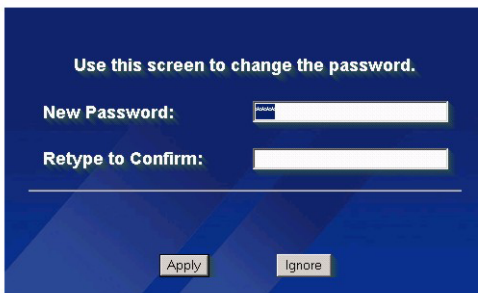 Use this screen to change the password.
New Password: ****
Retype to Confirm:
Apply Ignore